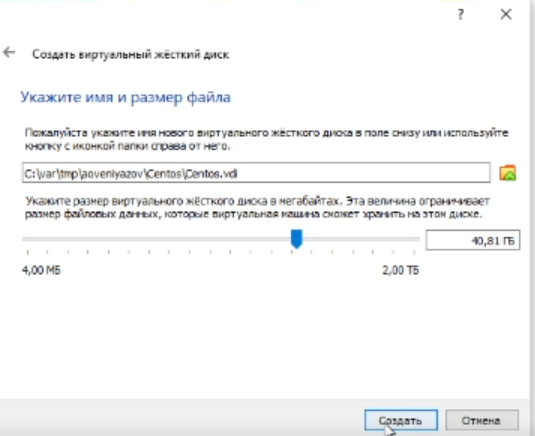 ?
Создать виртуальный жёсткий диск
Укажите имя и размер файла
Пожалуйста укажите имя нового виртуального жёсткого диска в поле снизу или используйте
кнопку с иконкой папки справа от него.
C:\var\tmp\aoveniyazov\Centos\Centos.vdi
Укажите размер виртуального жёсткого диска в мегабайтах. Эта величина ограничивает
размер файловых данных, которые виртуальная машина сможет хранить на этом диске.
40,81 ГБ
4,00 МБ 2,00 ТБ
Создать Отмена